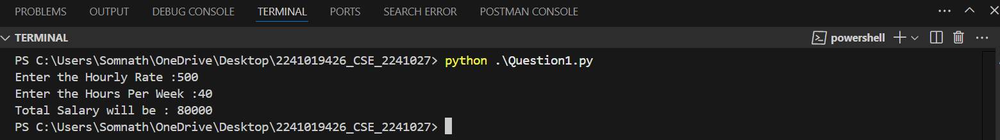 PROBLEMS OUTPUT DEBUG CONSOLE TERMINAL PORTS SEARCH ERROR POSTMAN CONSOLE
TERMINAL powershell
PS C:\Users\Somnath\OneDrive\Desktop\2241019426_CSE_2241027> python .\Question1.py
Enter the Hourly Rate :500
Enter the Hours Per Week :40
Total Salary will be : 80000
PS C:\Users\Somnath\OneDrive\Desktop\2241019426_CSE_2241027>